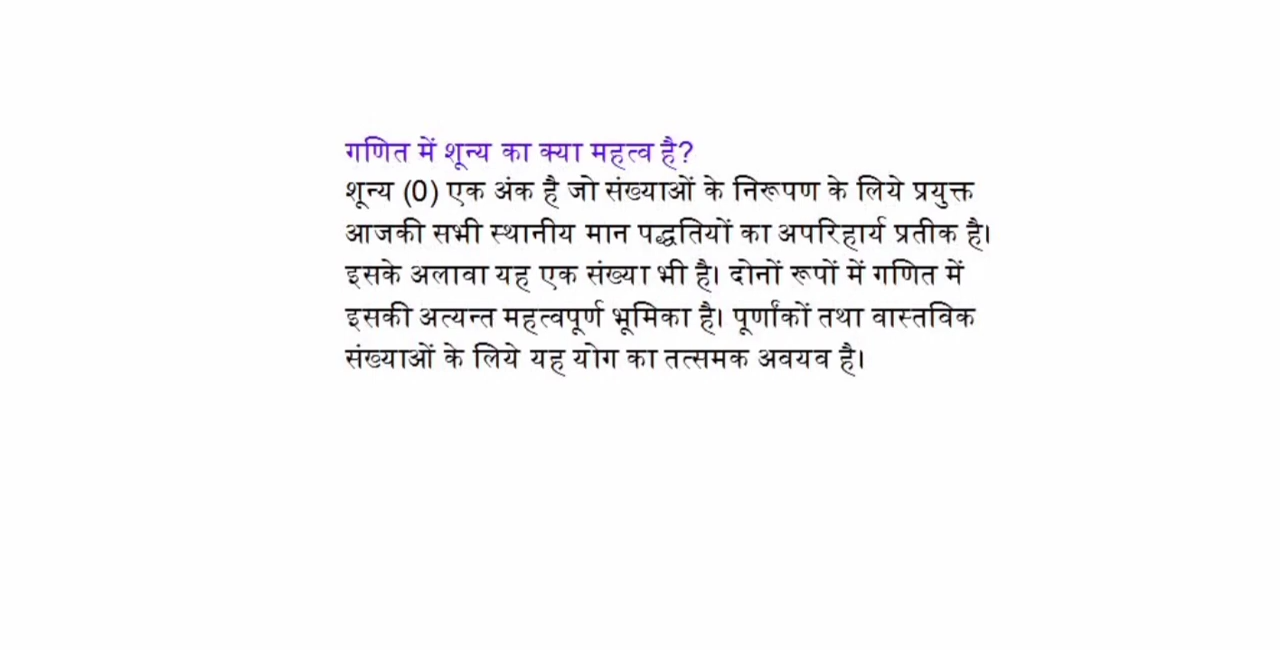 गणित में शून्य का क्या महत्व है?
शून्य (0) एक अंक है जो संख्याओं के निरूपण के लिये प्रयुक्त
आजकी सभी स्थानीय मान पद्धतियों का अपरिहार्य प्रतीक है।
इसके अलावा यह एक संख्या भी है। दोनों रूपों में गणित में
इसकी अत्यन्त महत्वपूर्ण भूमिका है। पूर्णांकों तथा वास्तविक
संख्याओं के लिये यह योग का तत्समक अवयव है।